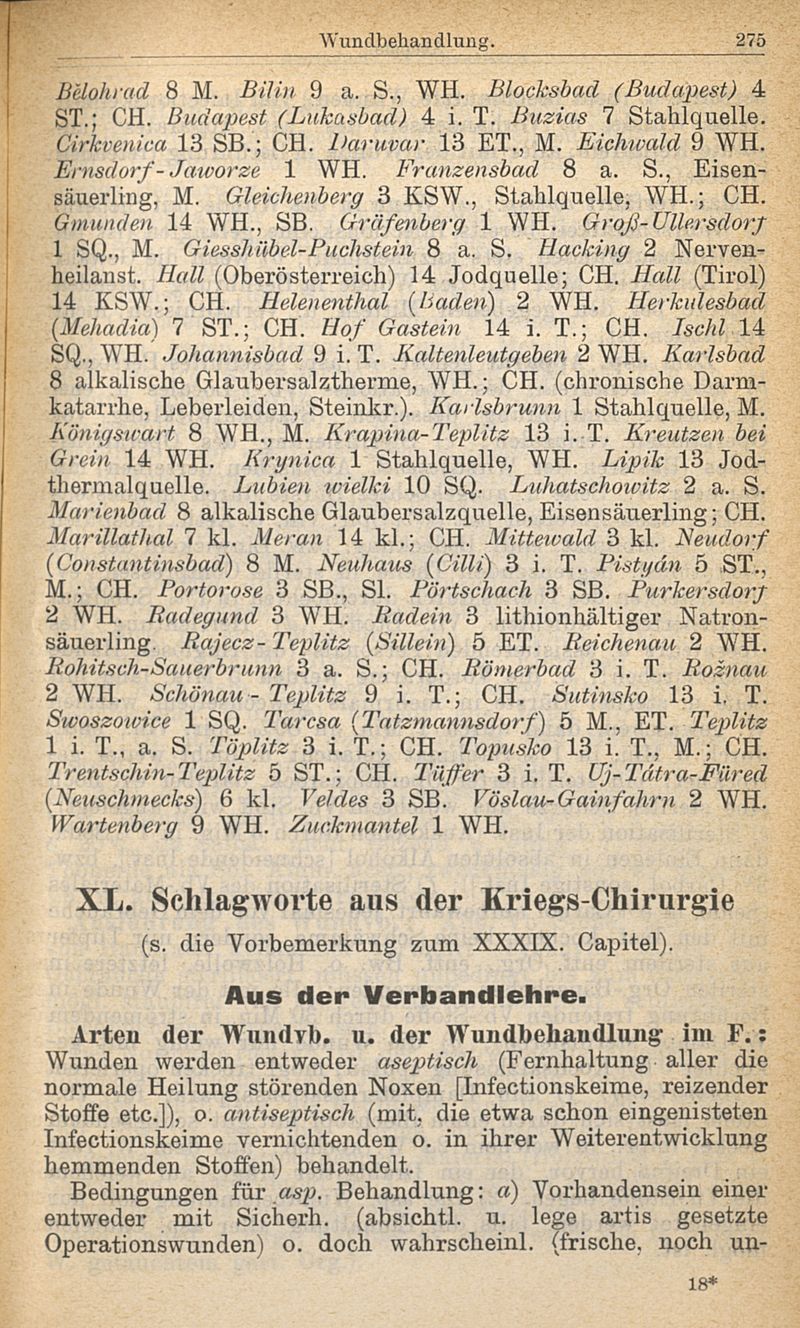 Wundbehandlung. 275
Bělohrad 8 M. Bilin 9 a. S., WH. Blocksbad (Budapest) 4
ST.; CH. Budapest (Lukasbad) 4 i. T. Buzias 7 Stahlquelle.
Cirkvenica 13 SB.; CH. Daruvar 13 ET., M. Eichwald 9 WH.
Ernsdorf-Jaworze 1 WH. Franzensbad 8 a. S., Eisen-
säuerling, M. Gleichenberg 3 KSW., Stahlquelle, WH.; CH.
Gmunden 14 WH., SB. Gräfenberg 1 WH. Groß-Ullersdorf
1 SQ., M. Giesshübel-Puchstein 8 a. S. Hacking 2 Nerven-
heilanst. Hall (Oberösterreich) 14 Jodquelle; CH. Hall (Tirol)
14 KSW.; CH. Helenenthal (Baden) 2 WH. Herkulesbad
(Mehadia) 7 ST.; CH. Hof Gastein 14 i. T.; CH. Ischl 14
SQ., WH. Johannisbad 9 i. T. Kaltenleutgeben 2 WH. Karlsbad
8 alkalische Glaubersalztherme, WH.; CH. (chronische Darm-
katarrhe, Leberleiden, Steinkr.). Karlsbrunn 1 Stahlquelle, M.
Königswart 8 WH., M. Krapina-Teplitz 13 i. T. Kreutzen bei
Grein 14 WH. Krynica 1 Stahlquelle, WH. Lipik 13 Jod-
thermalquelle. Lubien wielki 10 SQ. Luhatschowitz 2 a. S.
Marienbad 8 alkalische Glaubersalzquelle, Eisensäuerling; CH.
Marillathal 7 kl. Meran 14 kl.; CH. Mittewald 3 kl. Neudorf
(Constantinsbad) 8 M. Neuhaus (Cilli) 3 i. T. Pistyán 5 ST.,
M.; CH. Portorose 3 SB., Sl. Pörtschach 3 SB. Purkersdorf
2 WH. Radegund 3 WH. Radein 3 lithionhältiger Natron-
säuerling. Rajecz-Teplitz (Sillein) 5 ET. Reichenau 2 WH.
Rohitsch-Sauerbrunn 3 a. S.; CH. Römerbad 3 i. T. Rožnau
2 WH. Schönau-Teplitz 9 i. T.; CH. Sutinsko 13 i. T.
Swoszowice 1 SQ. Tarcsa (Tatzmannsdorf) 5 M., ET. Teplitz
1 i. T., a. S. Töplitz 3 i. T.; CH. Topusko 13 i. T., M.; CH.
Trentschin-Teplitz 5 ST.; CH. Tüffer 3 i. T. Uj-Tátra-Füred
(Neuschmecks) 6 kl. Veldes 3 SB. Vöslau-Gainfahrn 2 WH.
Wartenberg 9 WH. Zuckmantel 1 WH.
XL. Schlagworte aus der Kriegs-Chirurgie
(s. die Vorbemerkung zum XXXIX. Capitel).
Aus der Verbandlehre.
Arten der Wundvb. u. der Wundbehandlung im F.:
Wunden werden entweder aseptisch (Fernhaltung aller die
normale Heilung störenden Noxen [Infectionskeime, reizender
Stoffe etc.]), o. antiseptisch (mit, die etwa schon eingenisteten
Infectionskeime vernichtenden o. in ihrer Weiterentwicklung
hemmenden Stoffen) behandelt.
Bedingungen für asp. Behandlung: a) Vorhandensein einer
entweder mit Sicherh. (absichtl. u. lege artis gesetzte
Operationswunden) o. doch wahrscheinl. (frische, noch un-
18*